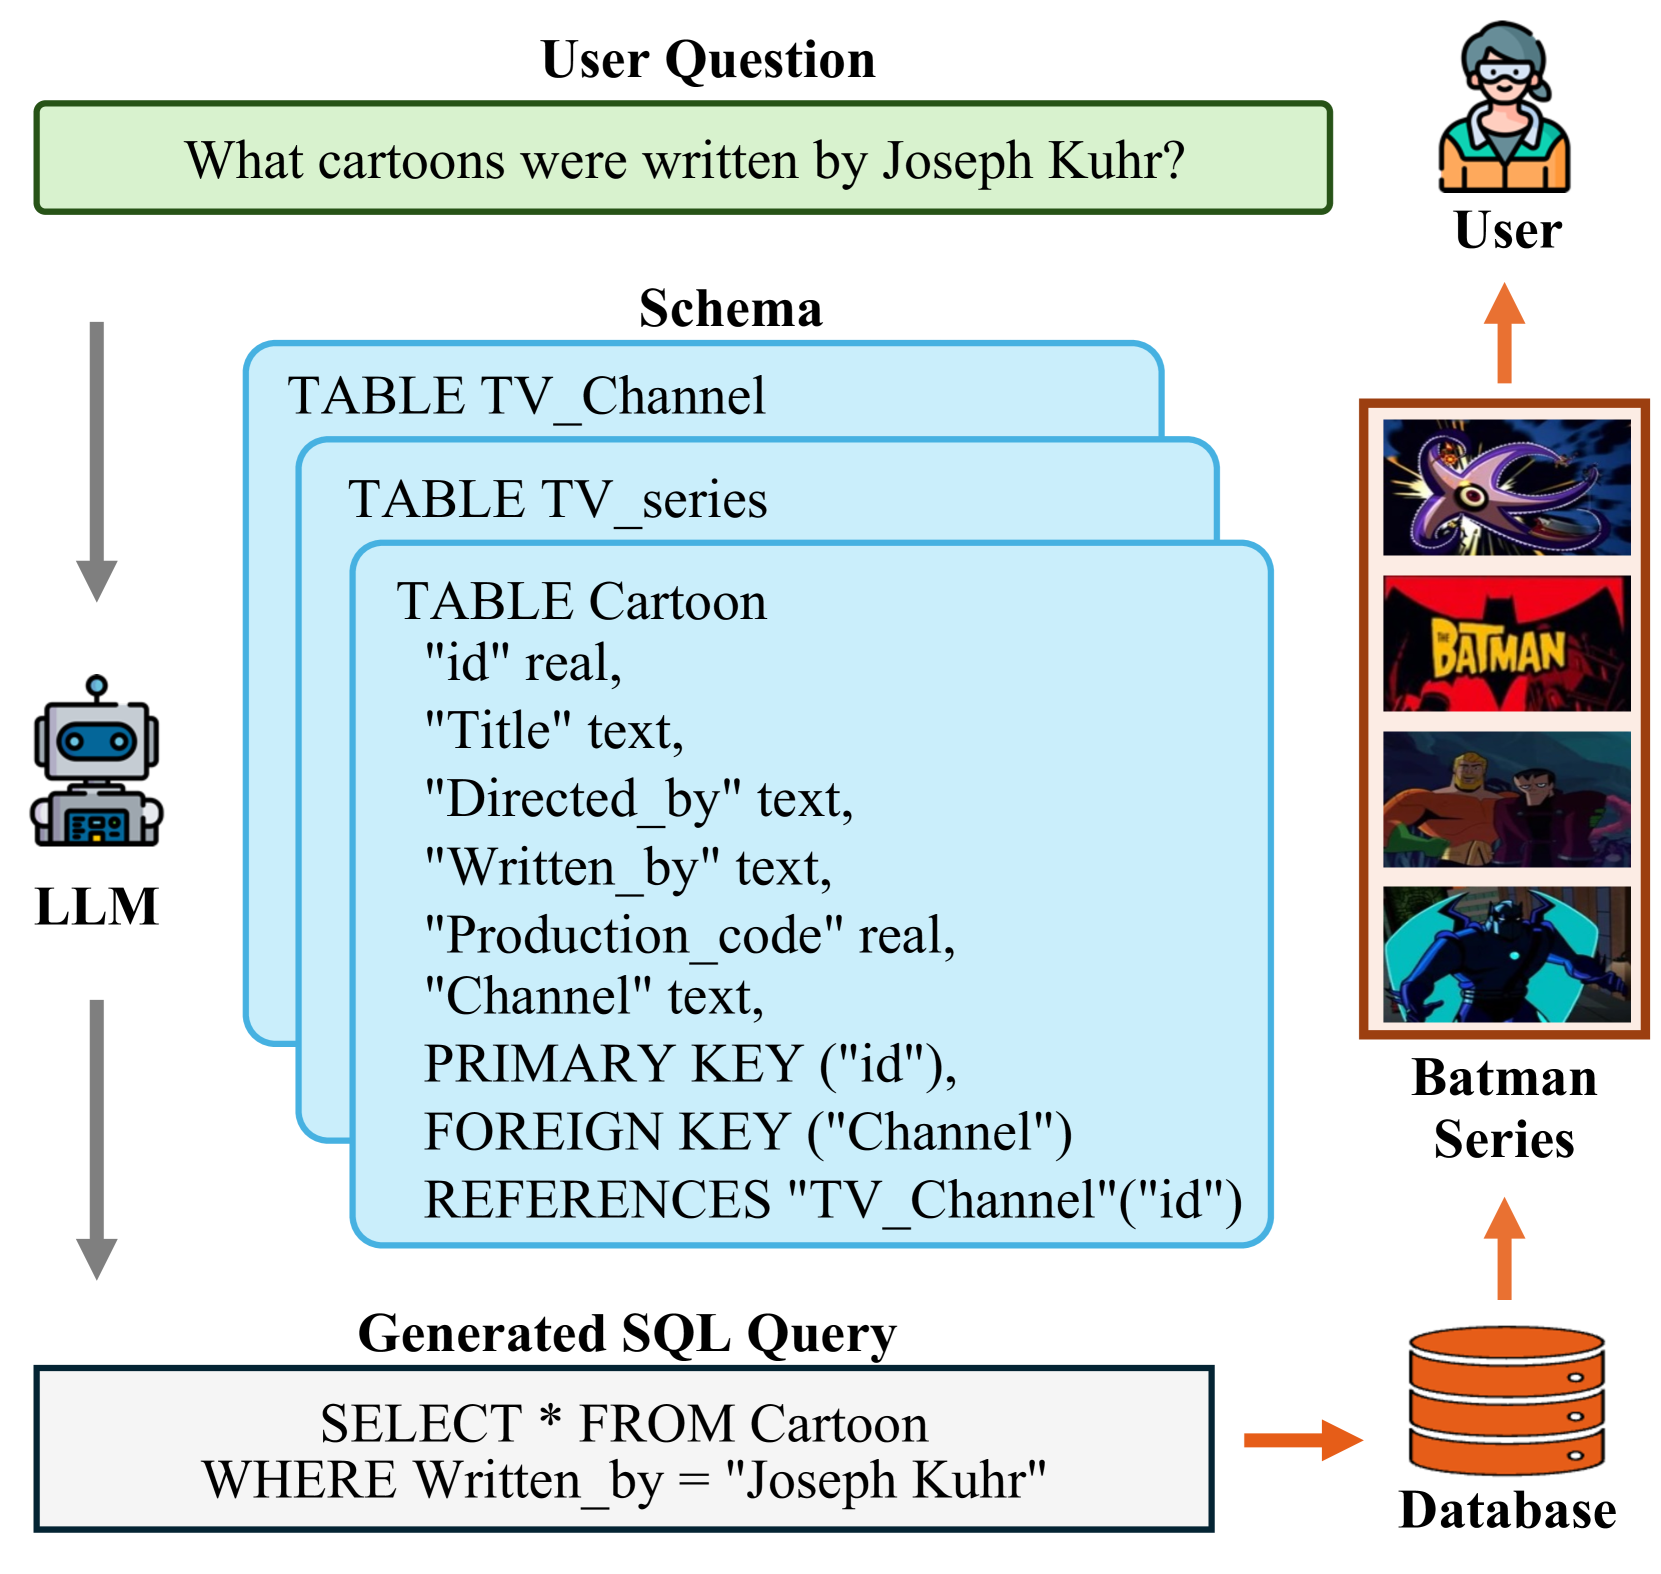 User Question
What cartoons were written by Joseph Kuhr?
User
Schema
TABLE TV_Channel
TABLE TV_series
TABLE Cartoon
"id" real,
"Title" text,
"Directed_by" text,
"Written_by" text,
"Production_code" real,
"Channel" text,
PRIMARY KEY ("id"),
FOREIGN KEY ("Channel")
REFERENCES "TV_Channel"("id")
LLM
THE
BATMAN
Batman
Series
Generated SQL Query
SELECT * FROM Cartoon
WHERE Written_by = "Joseph Kuhr"
Database